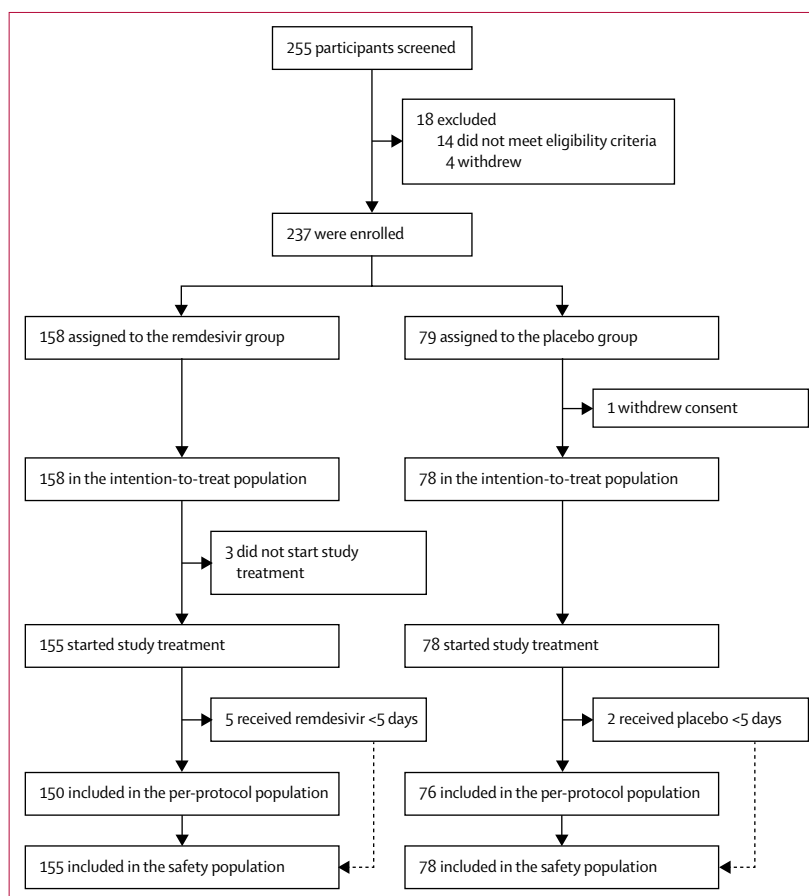 255 participants screened
18 excluded
14 did not meet eligibility criteria
4 withdrew
237 were enrolled
158 assigned to the remdesivir group
79 assigned to the placebo group
1 withdrew consent
158 in the intention-to-treat population
78 in the intention-to-treat population
3 did not start study
treatment
155 started study treatment
78 started study treatment
5 received remdesivir <5 days
2 received placebo <5 days
150 included in the per-protocol population
76 included in the per-protocol population
155 included in the safety population
78 included in the safety population